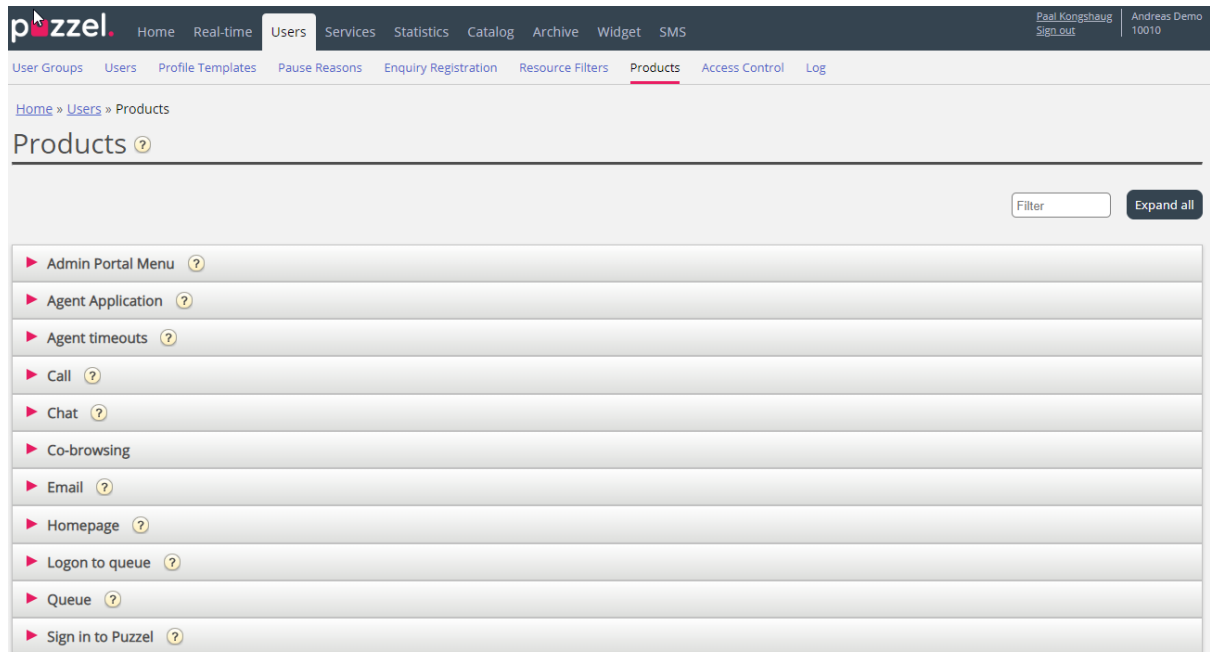 puzzel.
Home Real-time Users Services Statistics Catalog Archive Widget SMS
Paal Kongshaug
Sign out
Andreas Demo
10010
User Groups Users Profile Templates Pause Reasons Enquiry Registration Resource Filters Products Access Control Log
Home » Users » Products
Products ?
Filter Expand all
Admin Portal Menu ?
Agent Application ?
Agent timeouts ?
Call ?
Chat ?
Co-browsing
Email ?
Homepage ?
Logon to queue ?
Queue ?
Sign in to Puzzel ?